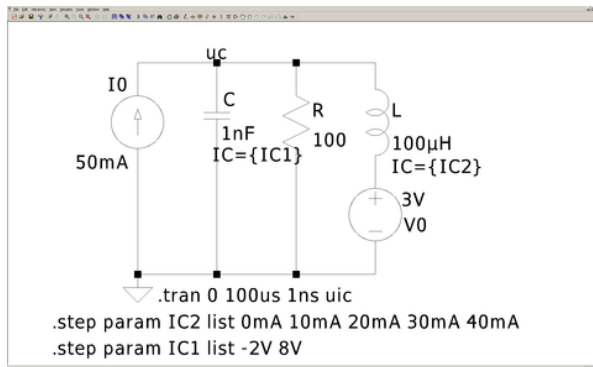 uc
I0
50mA
C
1nF
IC={IC1}
R
100
L
100µH
IC={IC2}
3V
V0
.tran 0 100us 1ns uic
.step param IC2 list 0mA 10mA 20mA 30mA 40mA
.step param IC1 list -2V 8V